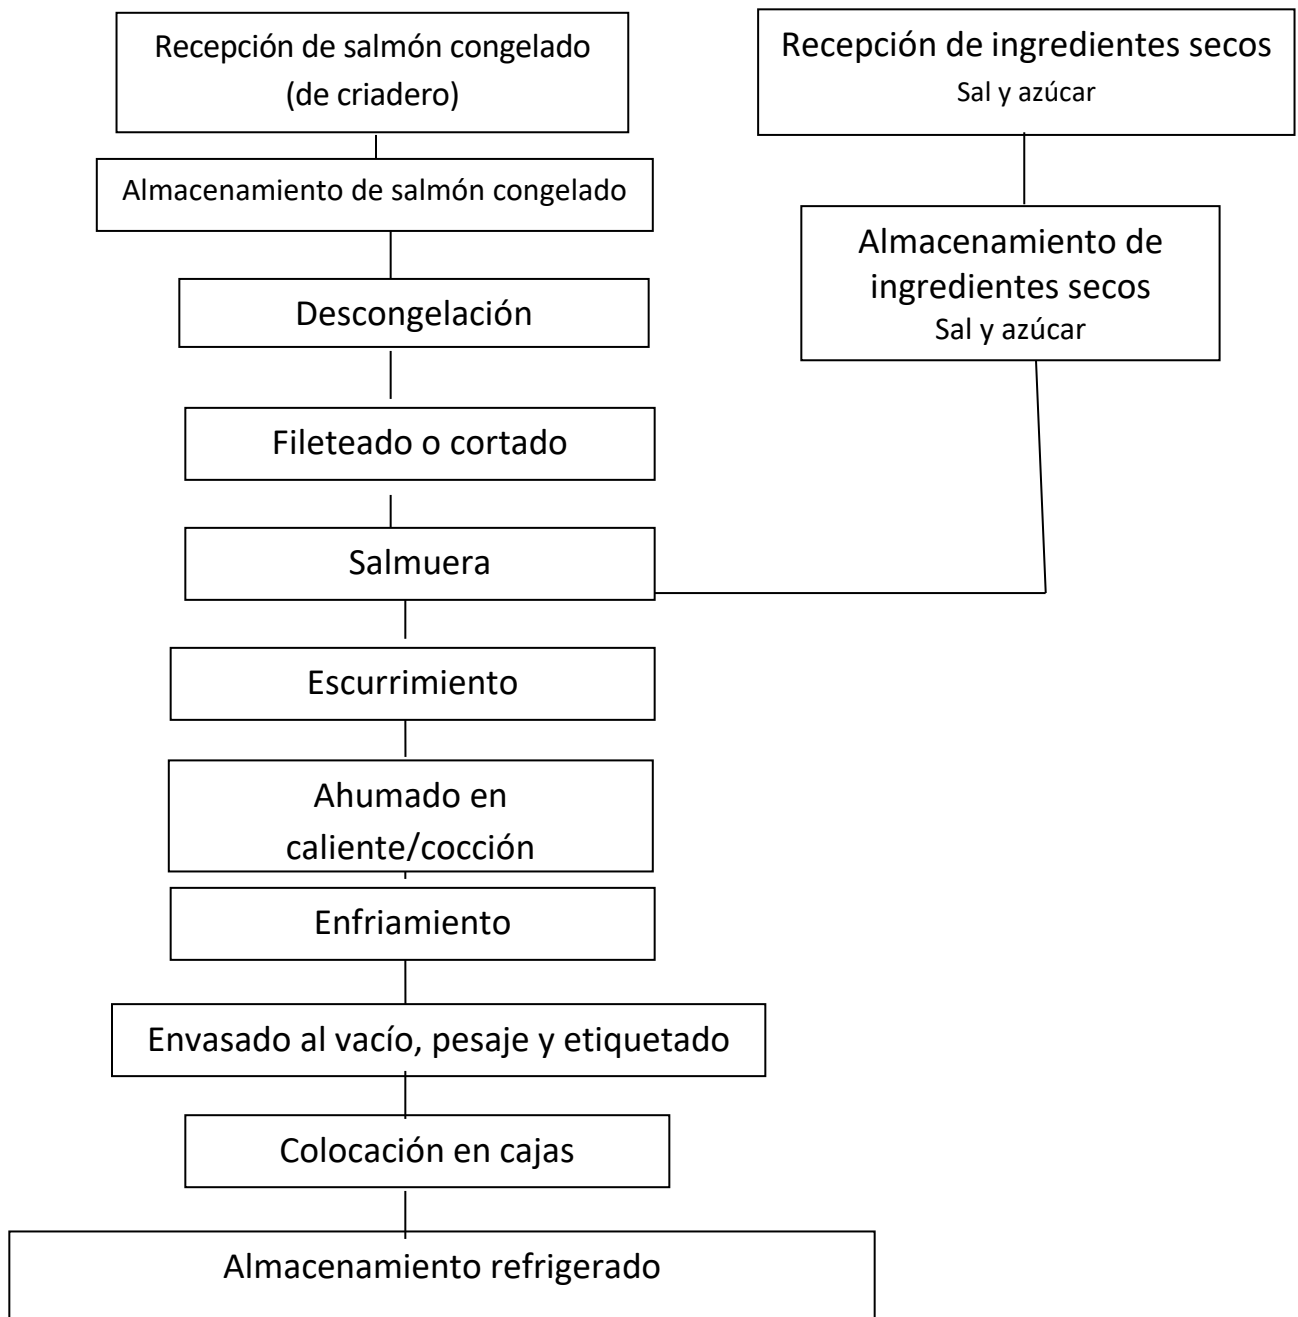 Recepción de salmón congelado
(de criadero)
Recepción de ingredientes secos
Sal y azúcar
Almacenamiento de salmón congelado
Almacenamiento de
ingredientes secos
Sal y azúcar
Descongelación
Fileteado o cortado
Salmuera
Escurrimiento
Ahumado en
caliente/cocción
Enfriamiento
Envasado al vacío, pesaje y etiquetado
Colocación en cajas
Almacenamiento refrigerado